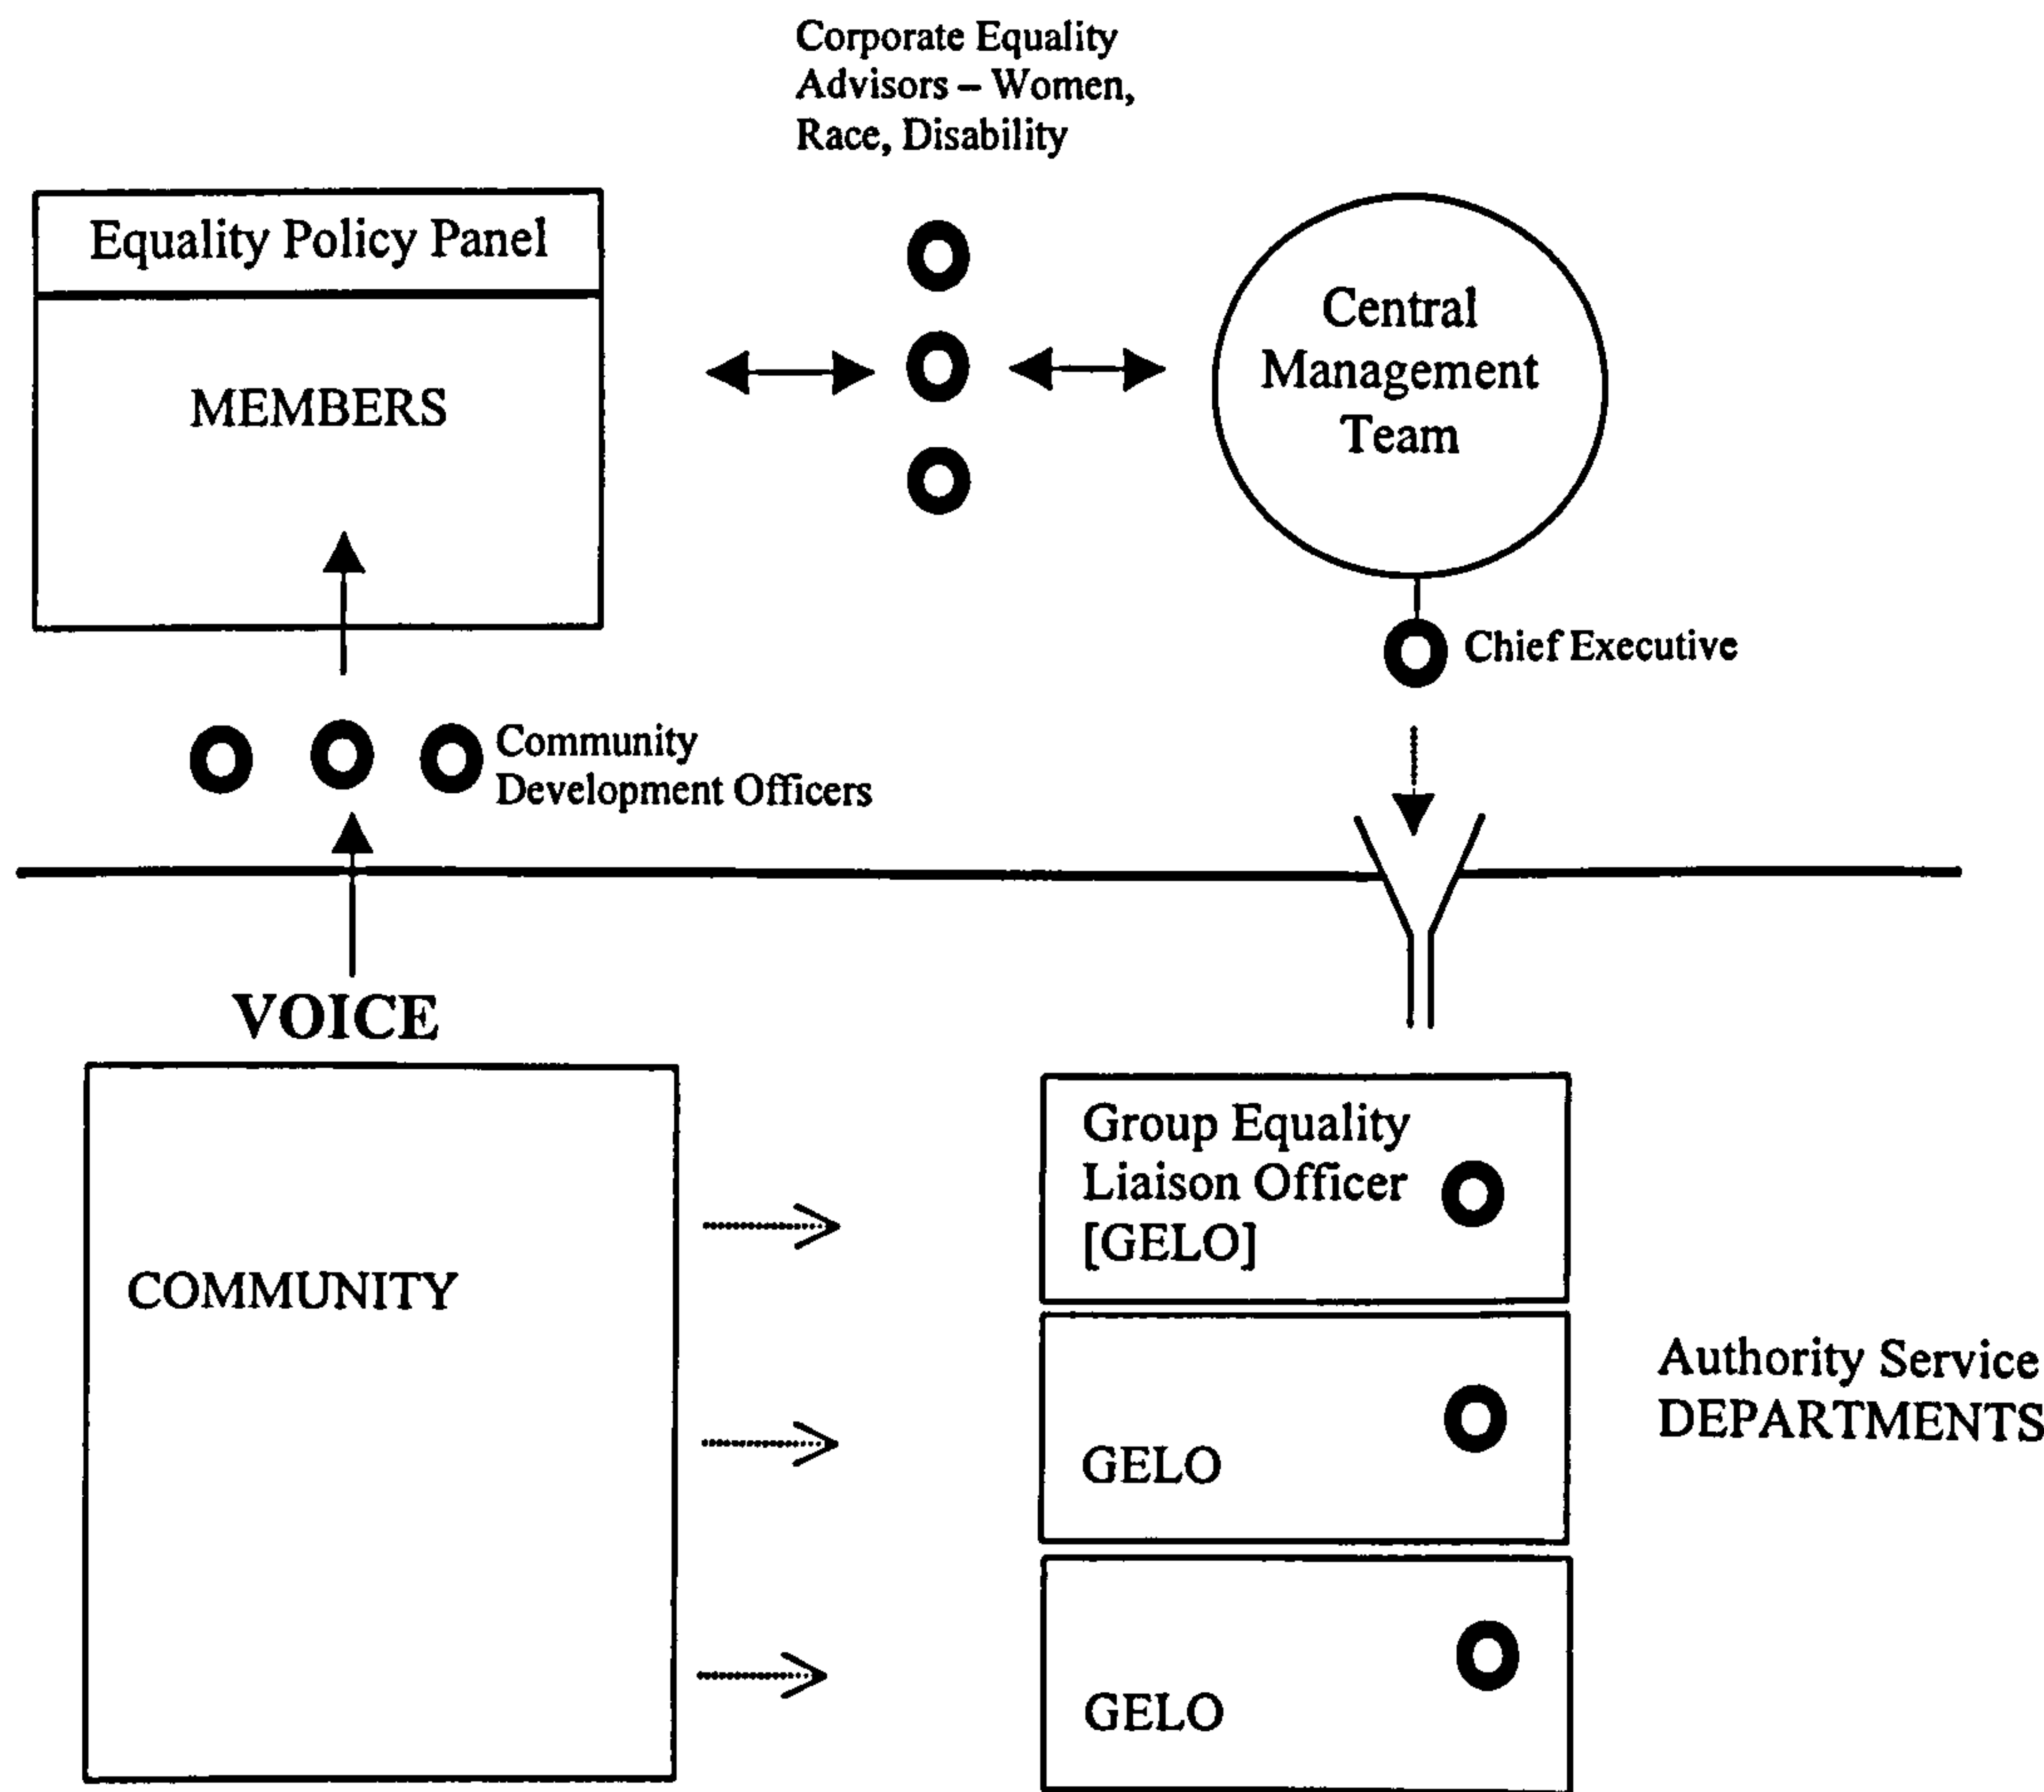 Corporate Equality
Advisors – Women,
Race, Disability
Equality Policy Panel
MEMBERS
Central
Management
Team
Chief Executive
Community
Development Officers
VOICE
COMMUNITY
Group Equality
Liaison Officer
[GELO]
GELO
GELO
Authority Service
DEPARTMENTS